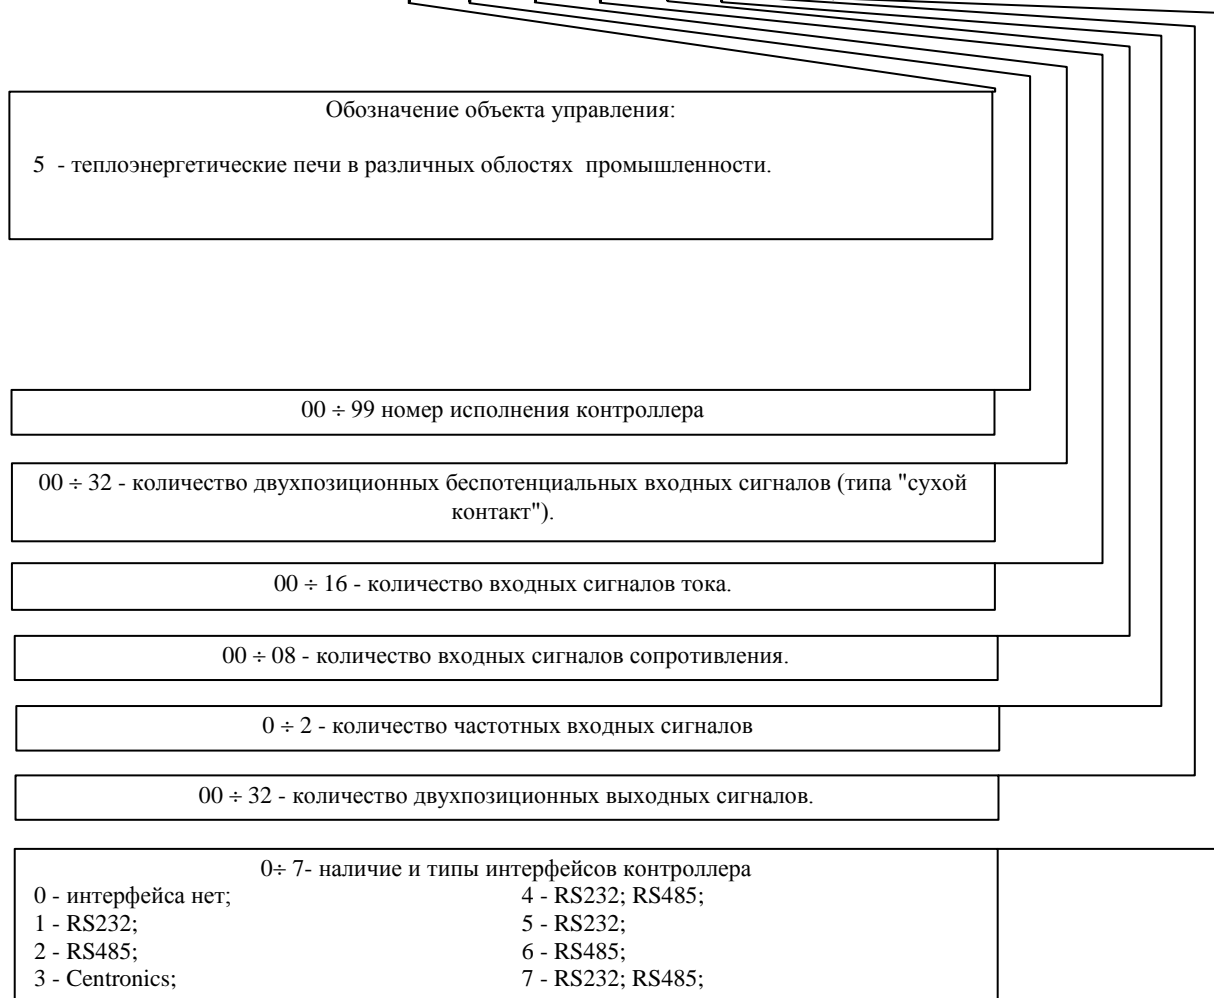 Обозначение объекта управления:
5 - теплоэнергетические печи в различных облостях промышленности.
00 ÷ 99 номер исполнения контроллера
00 ÷ 32 - количество двухпозиционных беспотенциальных входных сигналов (типа "сухой
контакт").
00 ÷ 16 - количество входных сигналов тока.
00 ÷ 08 - количество входных сигналов сопротивления.
0 ÷ 2 - количество частотных входных сигналов
00 ÷ 32 - количество двухпозиционных выходных сигналов.
0÷ 7- наличие и типы интерфейсов контроллера
0 - интерфейса нет; 4 - RS232; RS485;
1 - RS232; 5 - RS232;
2 - RS485; 6 - RS485;
3 - Centronics; 7 - RS232; RS485;